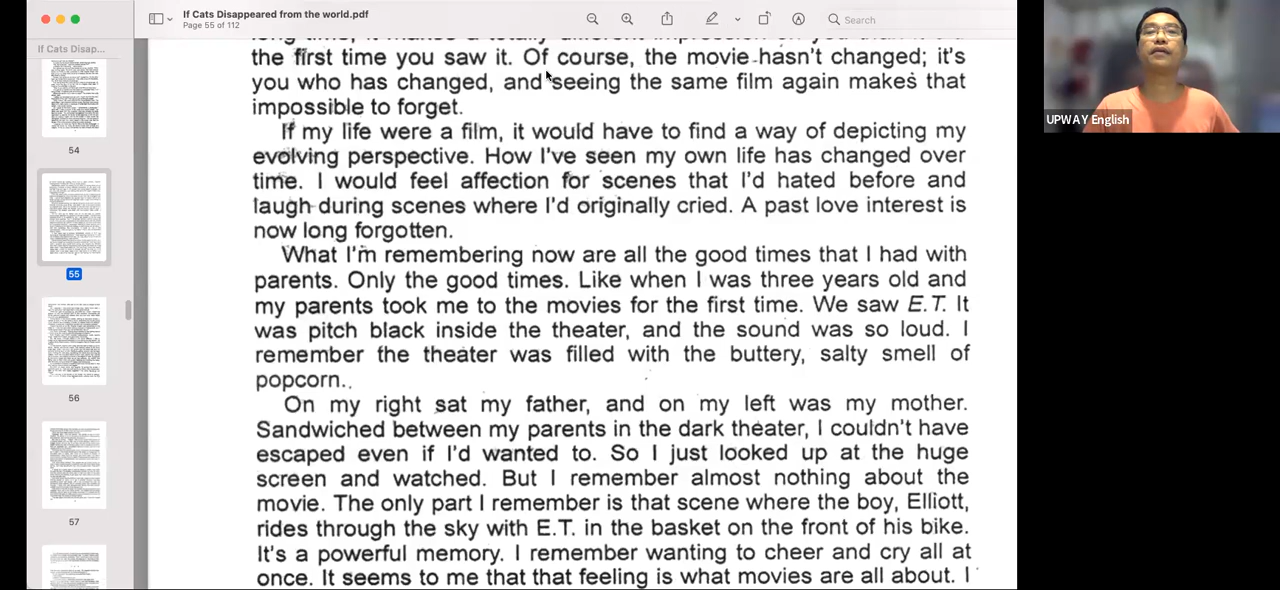 If Cats Disappeared from the world.pdf
Page 55 of 112
Search
If Cats Disap...
54
55
56
57
the first time you saw it. Of course, the movie hasn't changed; it's
you who has changed, and seeing the same film again makes that
impossible to forget.
If my life were a film, it would have to find a way of depicting my
evolving perspective. How I've seen my own life has changed over
time. I would feel affection for scenes that I'd hated before and
laugh during scenes where I'd originally cried. A past love interest is
now long forgotten.
What I'm remembering now are all the good times that I had with
parents. Only the good times. Like when I was three years old and
my parents took me to the movies for the first time. We saw E.T. It
was pitch black inside the theater, and the sound was so loud. I
remember the theater was filled with the buttery, salty smell of
popcorn.
On my right sat my father, and on my left was my mother.
Sandwiched between my parents in the dark theater, I couldn't have
escaped even if I'd wanted to. So I just looked up at the huge
screen and watched. But I remember almost nothing about the
movie. The only part I remember is that scene where the boy, Elliott,
rides through the sky with E.T. in the basket on the front of his bike.
It's a powerful memory. I remember wanting to cheer and cry all at
once. It seems to me that that feeling is what movies are all about. I
UPWAY English